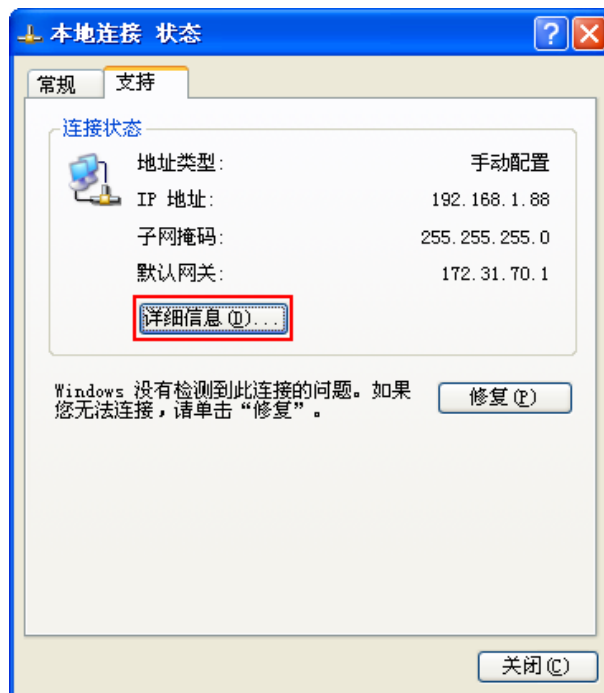 本地连接 状态
常规
支持
连接状态
地址类型:
手动配置
IP 地址:
192.168.1.88
子网掩码:
255.255.255.0
默认网关:
172.31.70.1
详细信息(D)...
Windows 没有检测到此连接的问题。如果
您无法连接，请单击“修复”。
修复(P)
关闭(C)